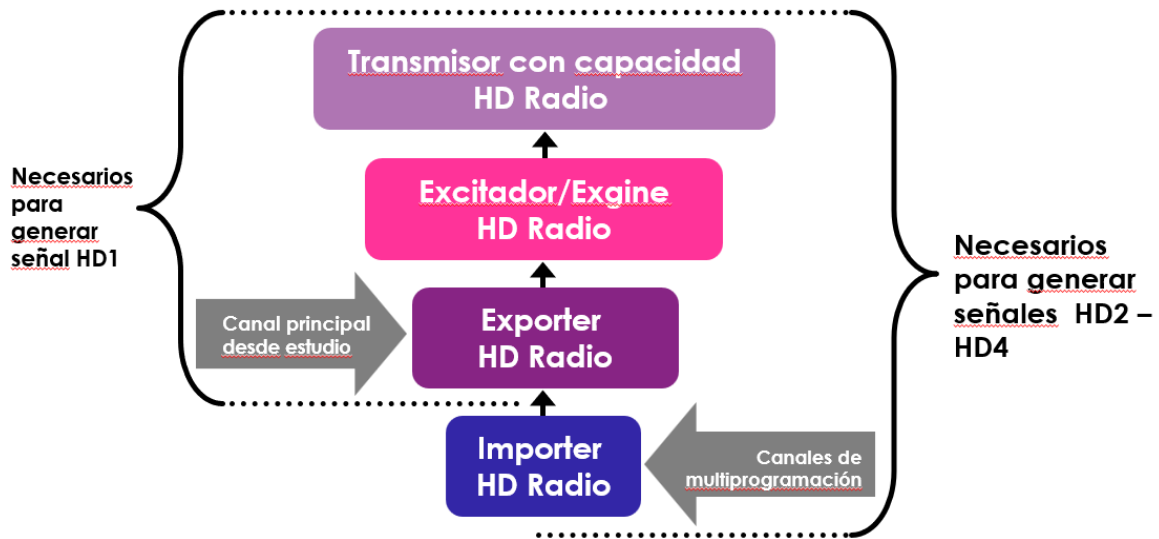 Transmisor con capacidad
HD Radio
Excitador/Exgine
HD Radio
Necesarios
para
generar
señal HD1
Necesarios
para generar
señales HD2 –
HD4
Canal principal
desde estudio
Exporter
HD Radio
Importer
HD Radio
Canales de
multiprogramación